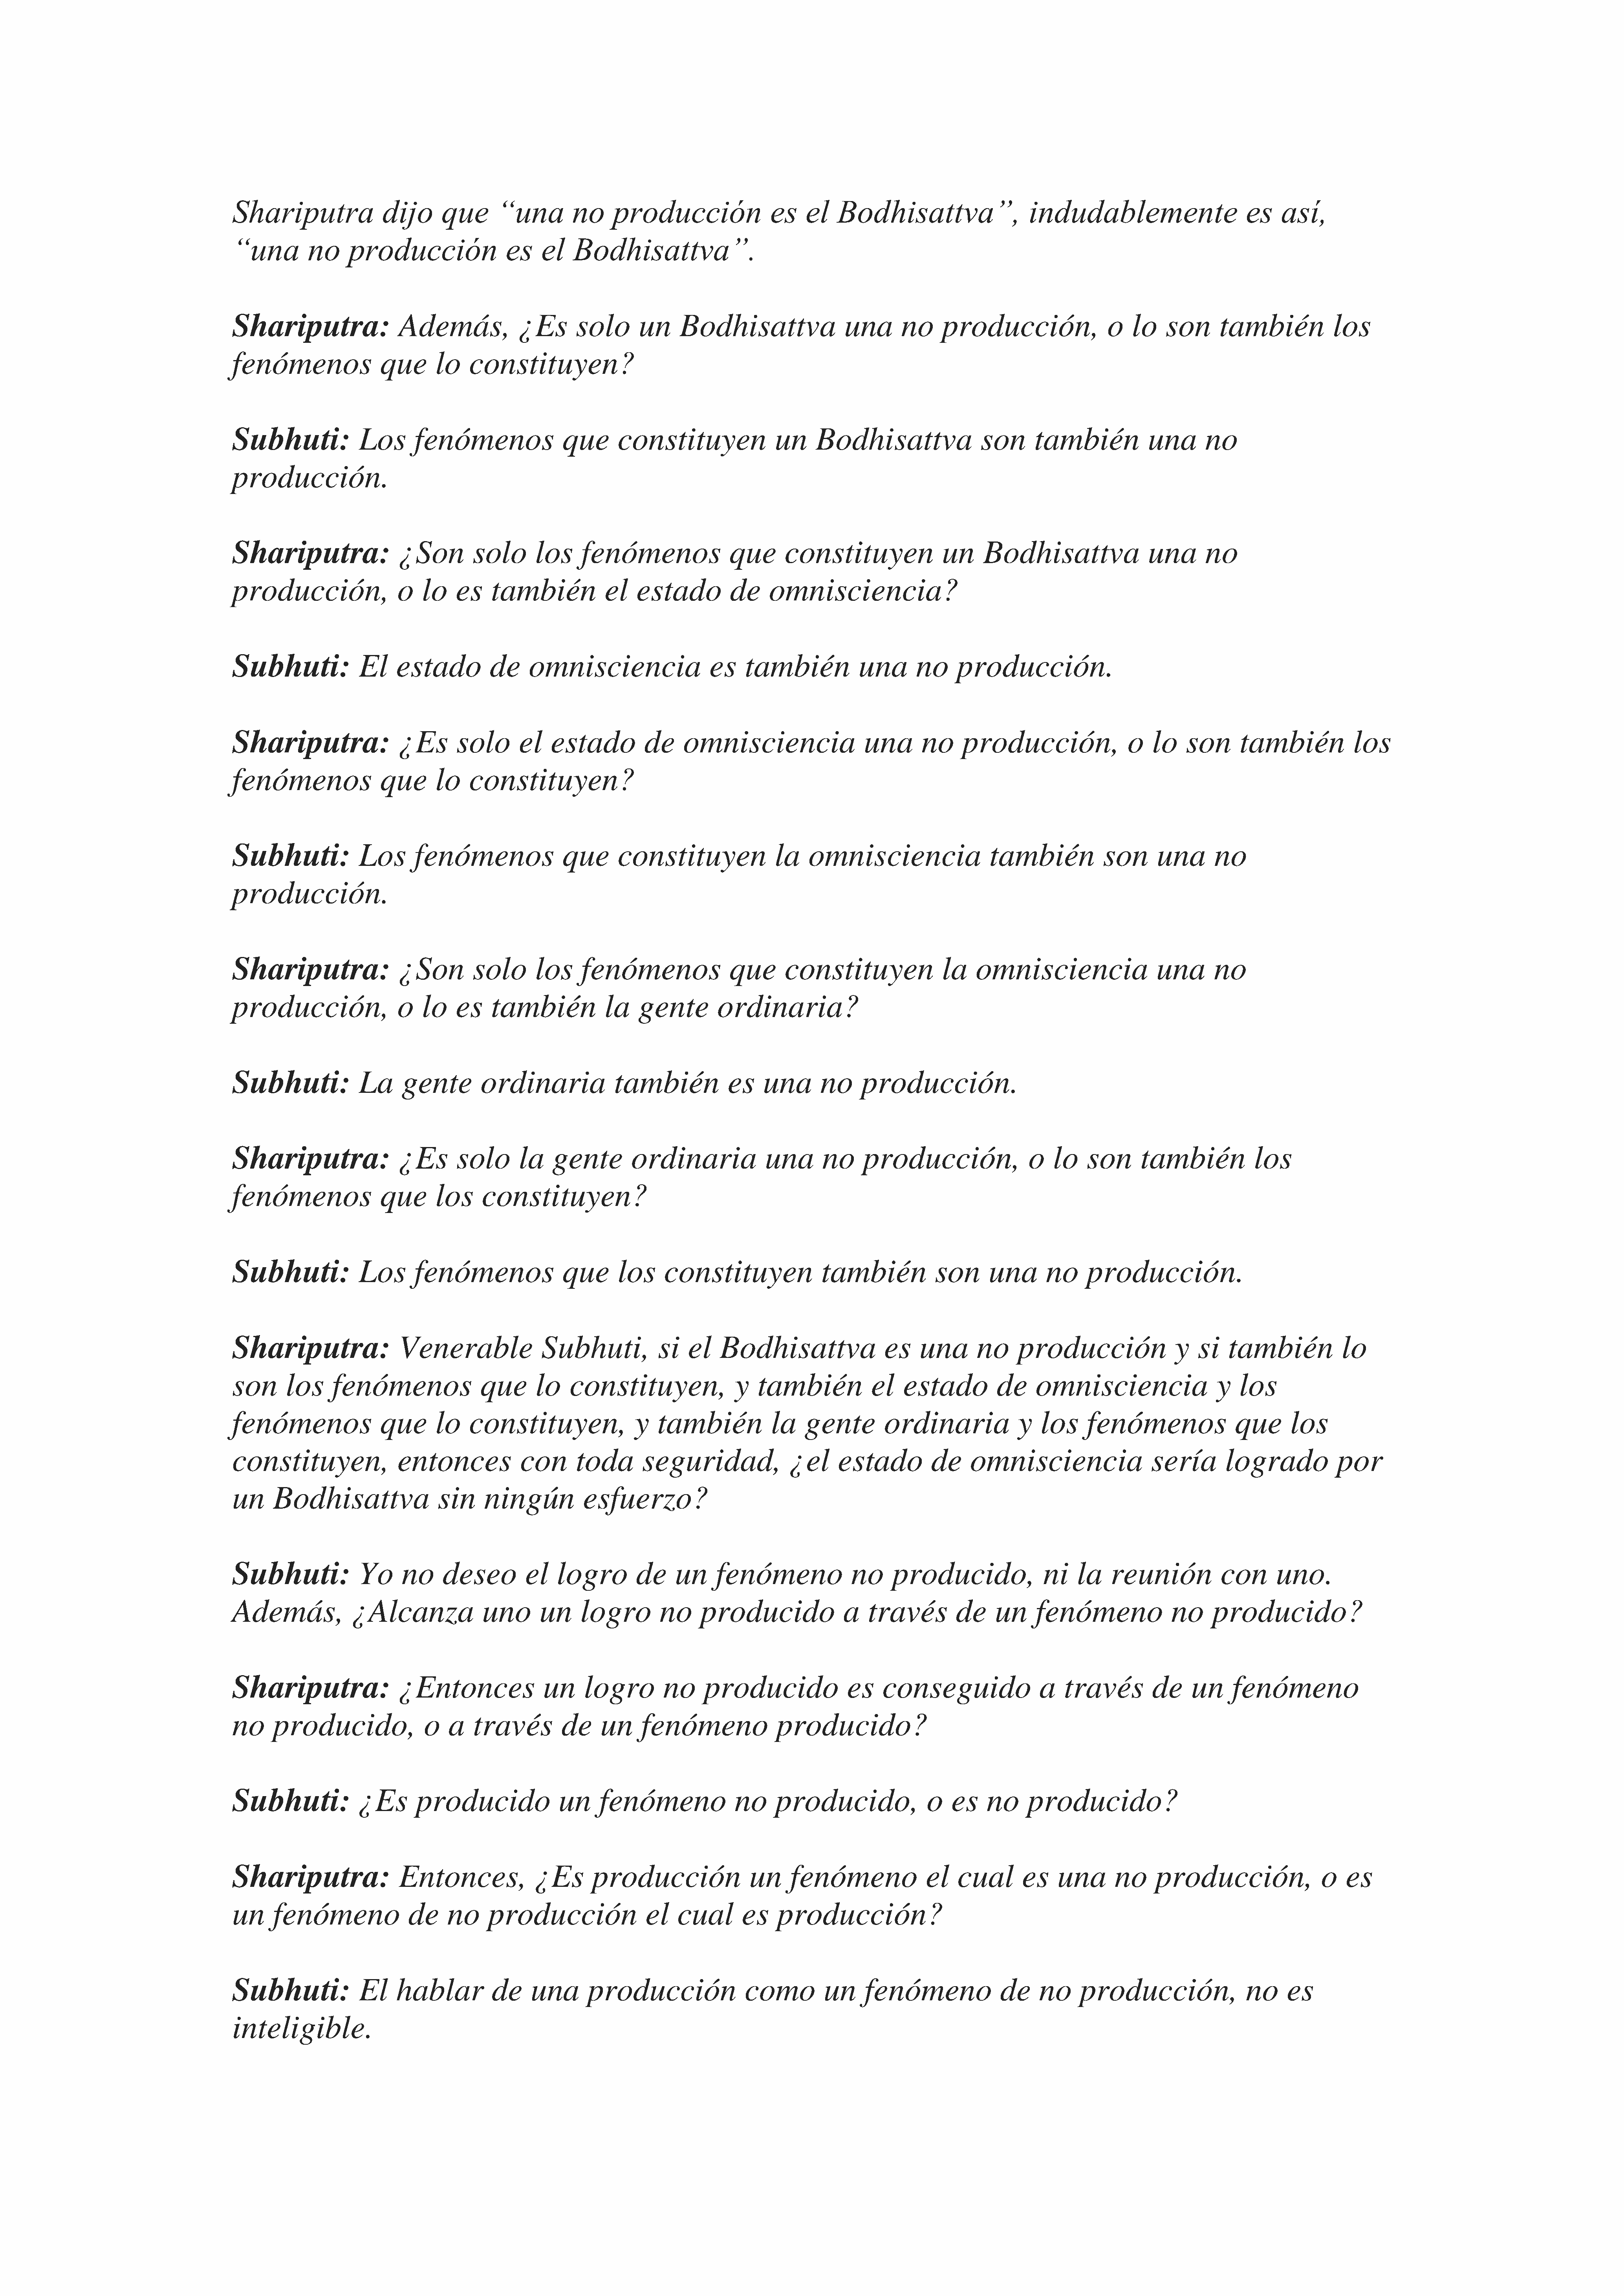 Shariputra dijo que “una no producción es el Bodhisattva”, indudablemente es así,
“una no producción es el Bodhisattva”.
Shariputra: Además, ¿Es solo un Bodhisattva una no producción, o lo son también los
fenómenos que lo constituyen?
Subhuti: Los fenómenos que constituyen un Bodhisattva son también una no
producción.
Shariputra: ¿Son solo los fenómenos que constituyen un Bodhisattva una no
producción, o lo es también el estado de omnisciencia?
Subhuti: El estado de omnisciencia es también una no producción.
Shariputra: ¿Es solo el estado de omnisciencia una no producción, o lo son también los
fenómenos que lo constituyen?
Subhuti: Los fenómenos que constituyen la omnisciencia también son una no
producción.
Shariputra: ¿Son solo los fenómenos que constituyen la omnisciencia una no
producción, o lo es también la gente ordinaria?
Subhuti: La gente ordinaria también es una no producción.
Shariputra: ¿Es solo la gente ordinaria una no producción, o lo son también los
fenómenos que los constituyen?
Subhuti: Los fenómenos que los constituyen también son una no producción.
Shariputra: Venerable Subhuti, si el Bodhisattva es una no producción y si también lo
son los fenómenos que lo constituyen, y también el estado de omnisciencia y los
fenómenos que lo constituyen, y también la gente ordinaria y los fenómenos que los
constituyen, entonces con toda seguridad, ¿el estado de omnisciencia sería logrado por
un Bodhisattva sin ningún esfuerzo?
Subhuti: Yo no deseo el logro de un fenómeno no producido, ni la reunión con uno.
Además, ¿Alcanza uno un logro no producido a través de un fenómeno no producido?
Shariputra: ¿Entonces un logro no producido es conseguido a través de un fenómeno
no producido, o a través de un fenómeno producido?
Subhuti: ¿Es producido un fenómeno no producido, o es no producido?
Shariputra: Entonces, ¿Es producción un fenómeno el cual es una no producción, o es
un fenómeno de no producción el cual es producción?
Subhuti: El hablar de una producción como un fenómeno de no producción, no es
inteligible.